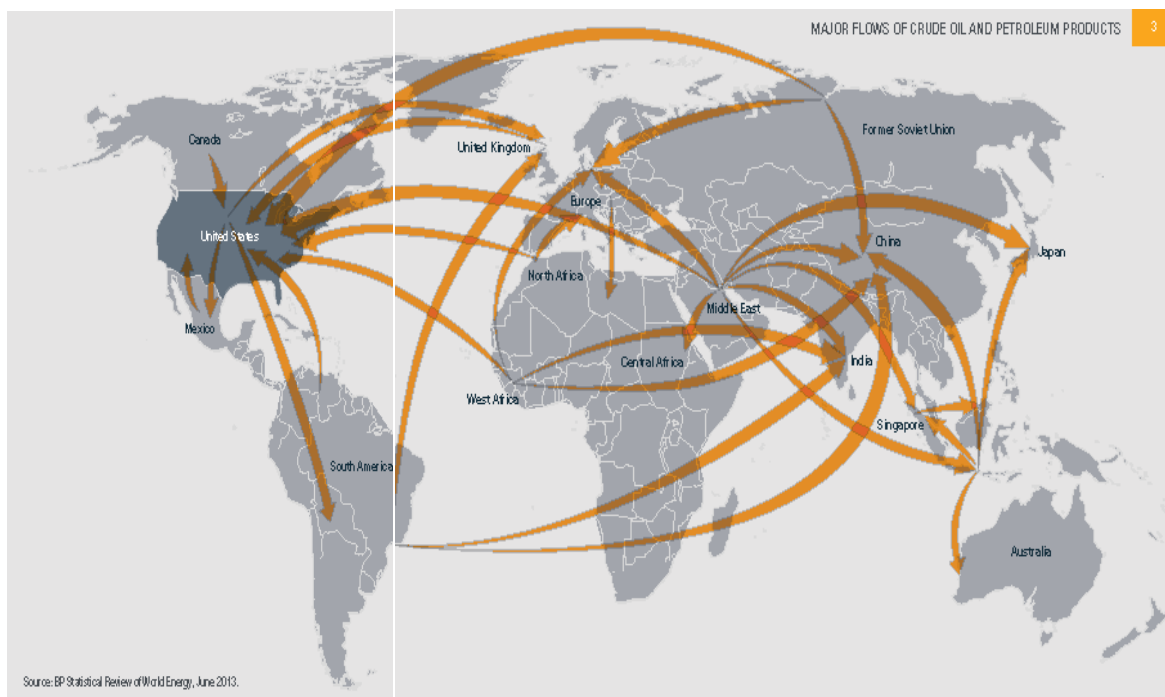 MAJOR FLOWS OF CRUDE OIL AND PETROLEUM PRODUCTS 3
Former Soviet Union
Canada
United Kingdom
Europe
United States
China
Japan
North Africa
Mexico
Middle East
Central Africa
India
West Africa
Singapore
South America
Australia
Source: BP Statistical Review of World Energy, June 2013.